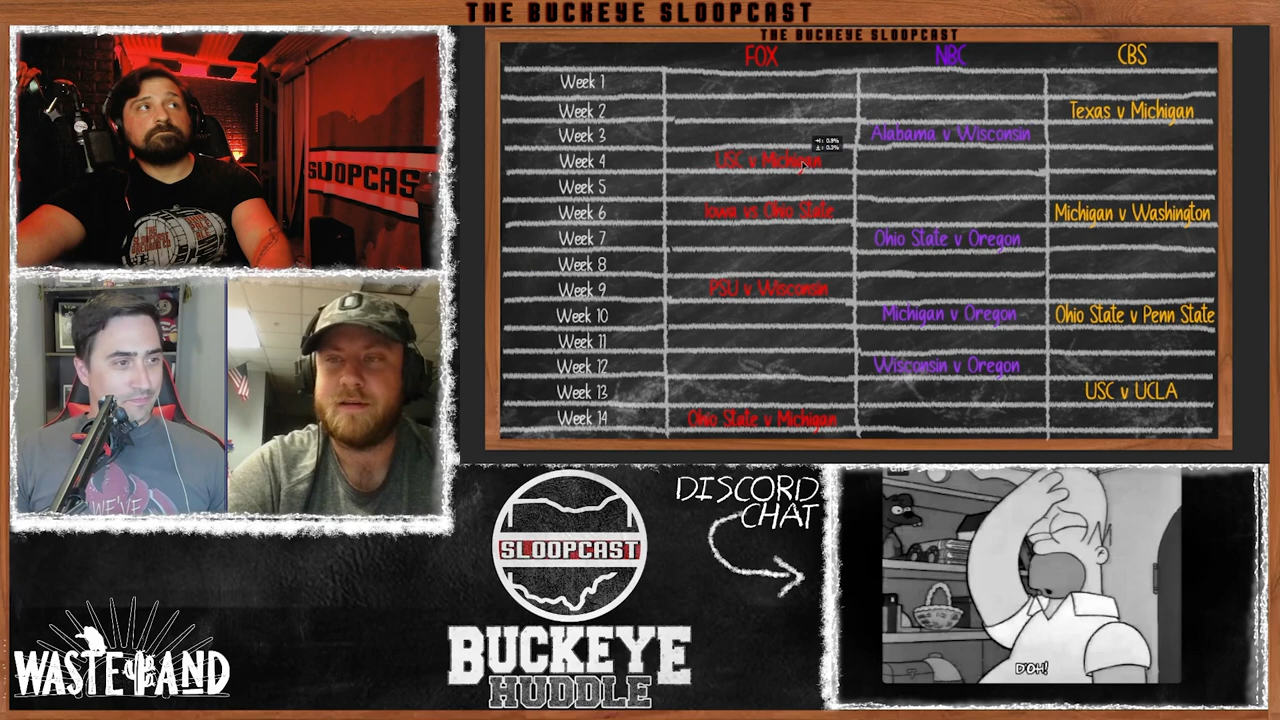 THE BUCKEYE SLOOPCAST
THE BUCKEYE SLOOPCAST
FOX NBC CBS
Week 1
Week 2 Texas v Michigan
Week 3 Alabama v Wisconsin
Week 4 USC v Michigan
Week 5
Week 6 Iowa vs Ohio State Michigan v Washington
Week 7 Ohio State v Oregon
Week 8
Week 9 PSU v Wisconsin
Week 10 Michigan v Oregon Ohio State v Penn State
Week 11
Week 12 Wisconsin v Oregon
Week 13 USC v UCLA
Week 14 Ohio State v Michigan
SLOOPCAS
WE'VE
O
DISCORD
CHAT
SLOOPCAST
BUCKEYE
HUDDLE
WASTELAND
D'OH!